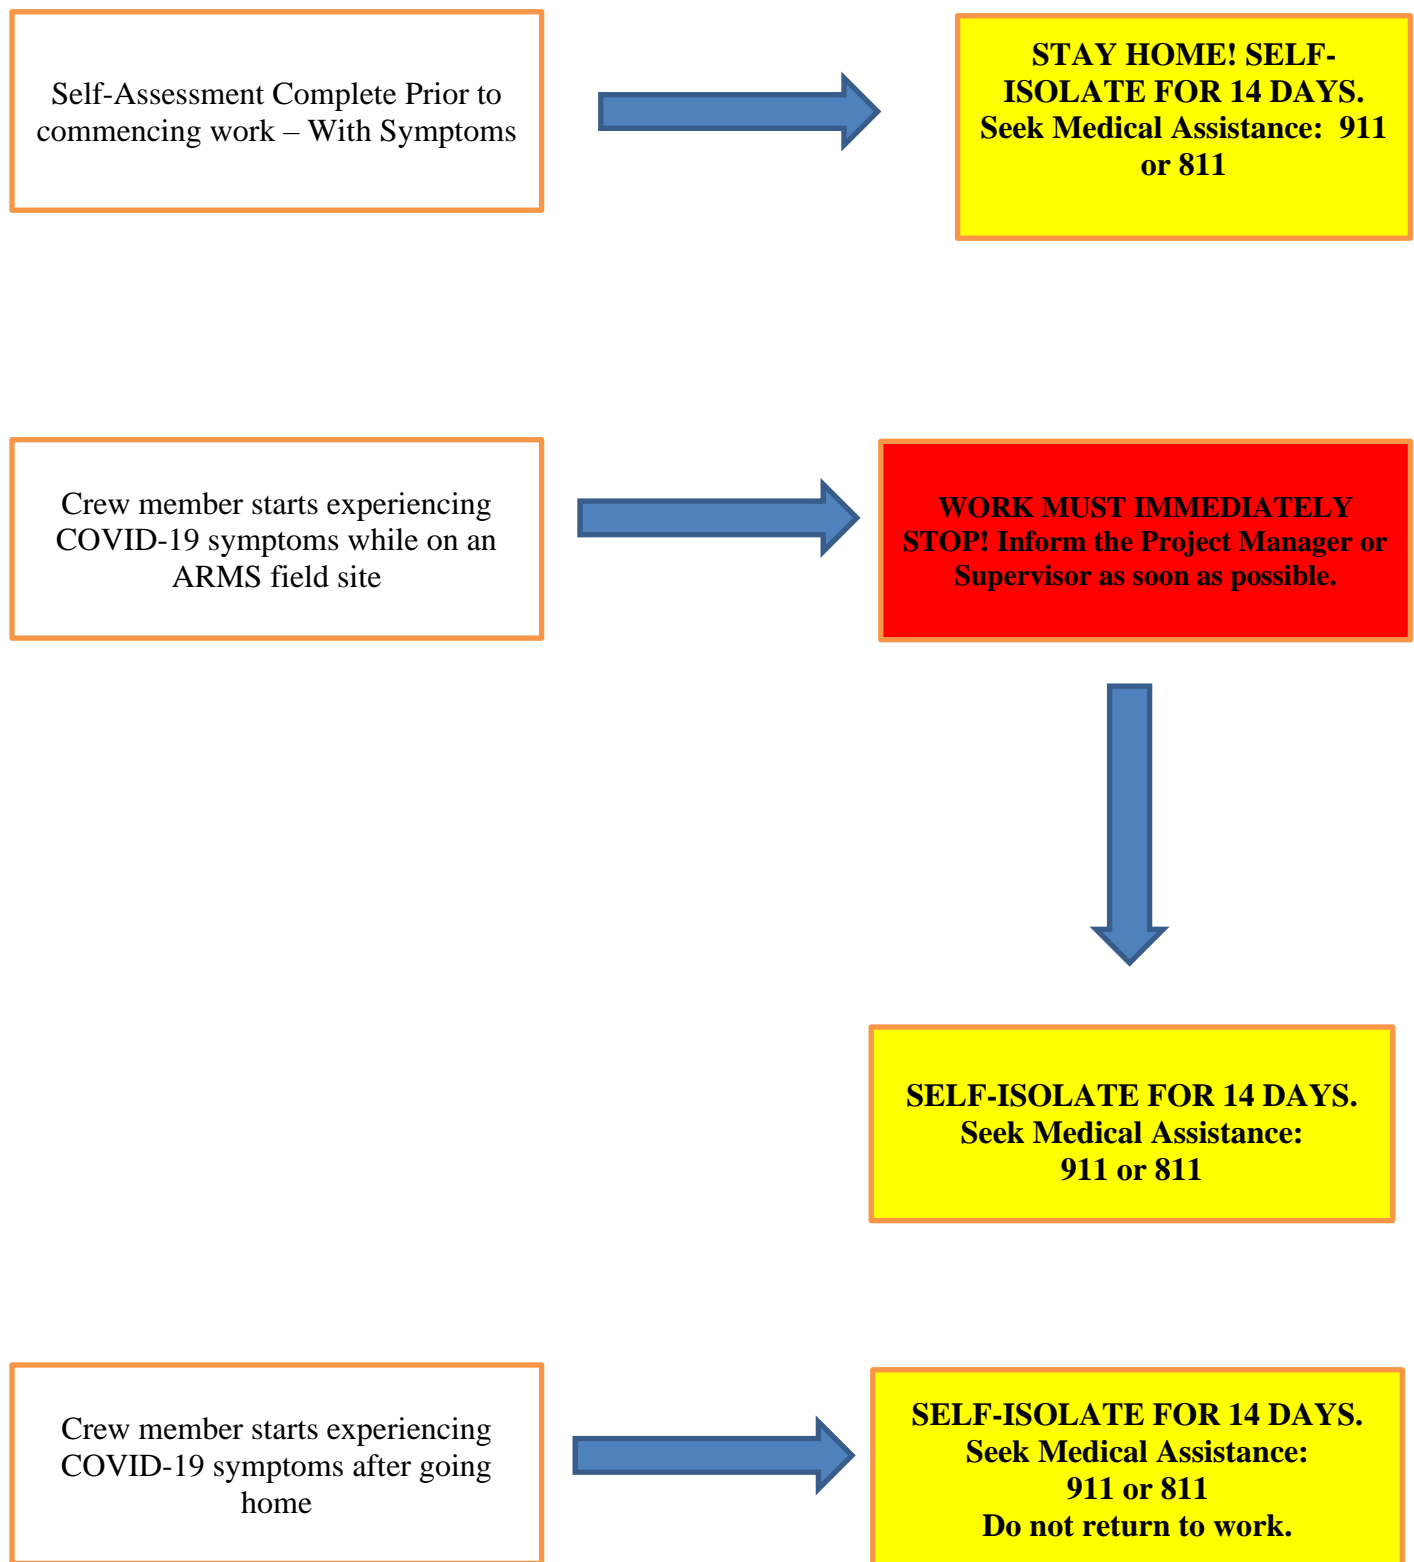 Self-Assessment Complete Prior to
commencing work – With Symptoms
STAY HOME! SELF-
ISOLATE FOR 14 DAYS.
Seek Medical Assistance:  911
or 811
Crew member starts experiencing
COVID-19 symptoms while on an
ARMS field site
WORK MUST IMMEDIATELY
STOP! Inform the Project Manager or
Supervisor as soon as possible.
SELF-ISOLATE FOR 14 DAYS.
Seek Medical Assistance:
911 or 811
Crew member starts experiencing
COVID-19 symptoms after going
home
SELF-ISOLATE FOR 14 DAYS.
Seek Medical Assistance:
911 or 811
Do not return to work.